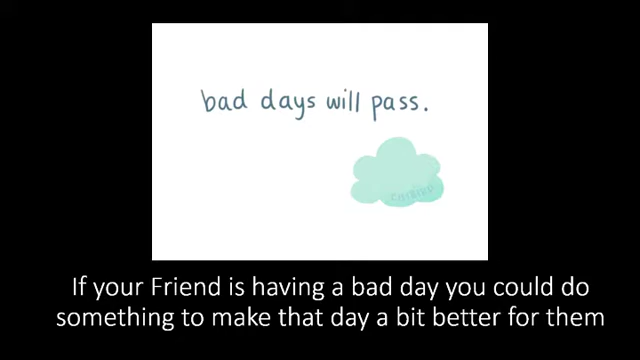 bad days will pass.
CHIBIRD
If your Friend is having a bad day you could do
something to make that day a bit better for them